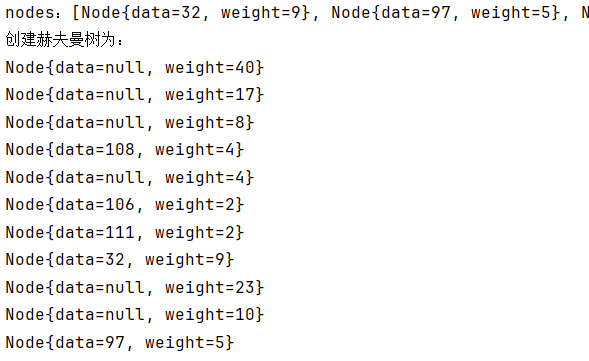 nodes：[Node{data=32, weight=9}, Node{data=97, weight=5}, N
创建赫夫曼树为：
Node{data=null, weight=40}
Node{data=null, weight=17}
Node{data=null, weight=8}
Node{data=108, weight=4}
Node{data=null, weight=4}
Node{data=106, weight=2}
Node{data=111, weight=2}
Node{data=32, weight=9}
Node{data=null, weight=23}
Node{data=null, weight=10}
Node{data=97, weight=5}